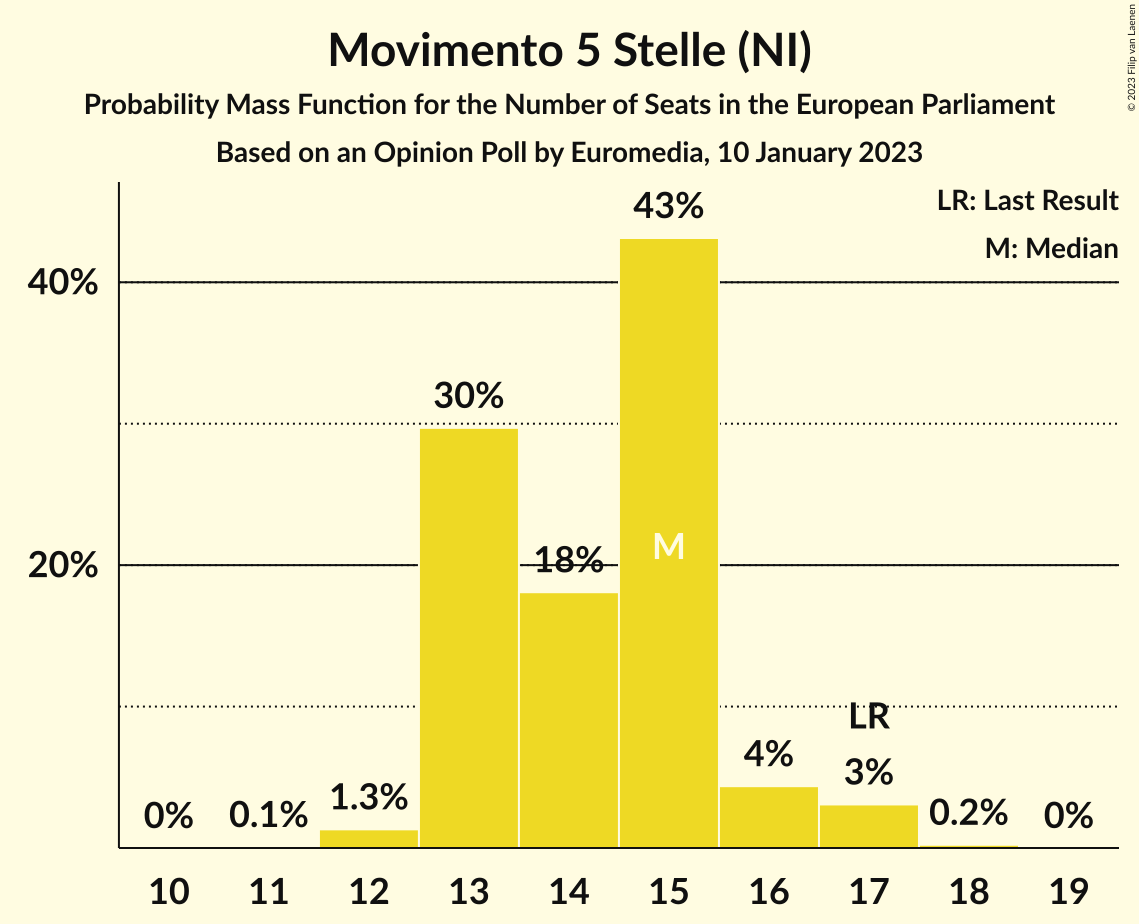 Movimento 5 Stelle (NI)
Probability Mass Function for the Number of Seats in the European Parliament
Based on an Opinion Poll by Euromedia, 10 January 2023
© 2023 Filip van Laenen
LR: Last Result
M: Median
43%
40%
30%
M
18%
20%
LR
4%
3%
1.3%
0%
0.1%
0.2%
0%
10 11 12 13 14 15 16 17 18 19